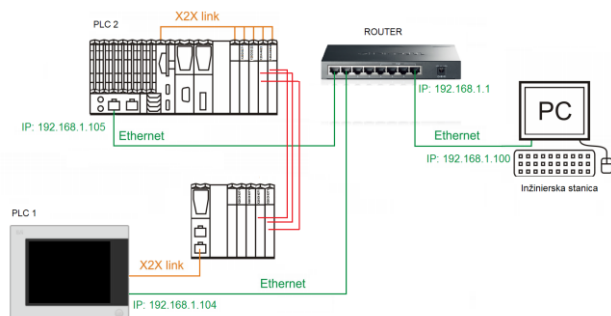 X2X link
PLC 2
ROUTER
IP: 192.168.1.1
PC
IP: 192.168.1.105
Ethernet
Ethernet
IP: 192.168.1.100
Inžinierska stanica
PLC 1
X2X link
Ethernet
IP: 192.168.1.104